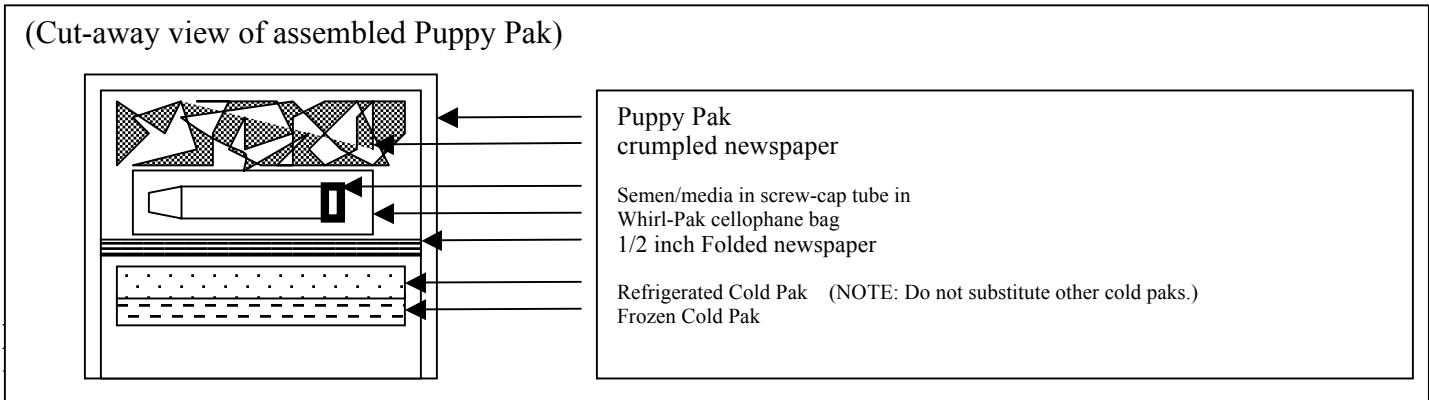 (Cut-away view of assembled Puppy Pak)
Puppy Pak
crumpled newspaper
Semen/media in screw-cap tube in
Whirl-Pak cellophane bag
1/2 inch Folded newspaper
Refrigerated Cold Pak (NOTE: Do not substitute other cold paks.)
Frozen Cold Pak